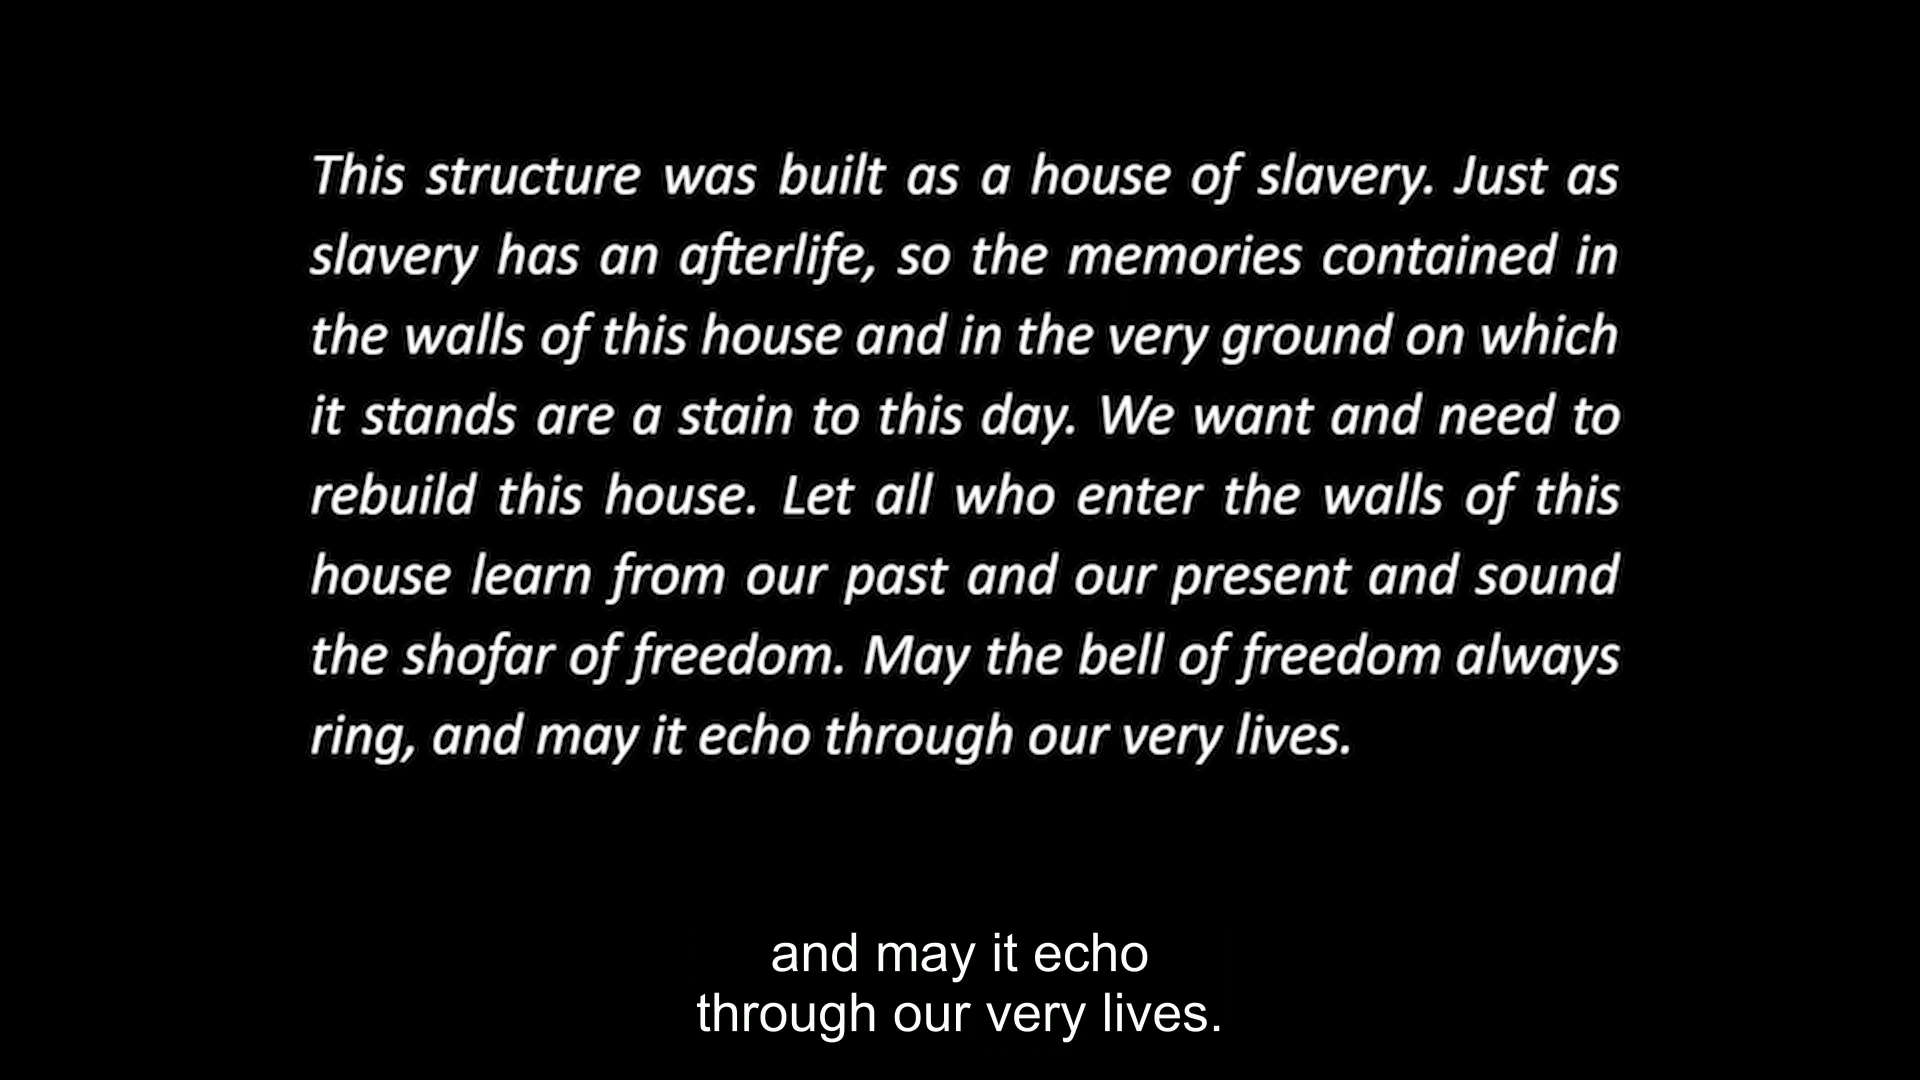 This structure was built as a house of slavery. Just as
slavery has an afterlife, so the memories contained in
the walls of this house and in the very ground on which
it stands are a stain to this day. We want and need to
rebuild this house. Let all who enter the walls of this
house learn from our past and our present and sound
the shofar of freedom. May the bell of freedom always
ring, and may it echo through our very lives.
and may it echo
through our very lives.